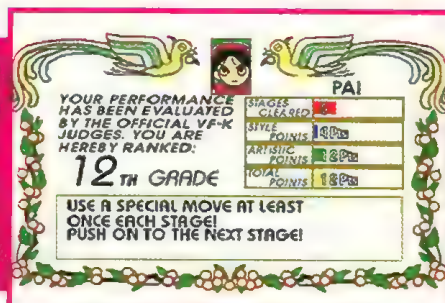 PAI
YOUR PERFORMANCE
HAS BEEN EVALUATED
BY THE OFFICIAL VF-K
JUDGES. YOU ARE
HEREBY RANKED:
12TH GRADE
STAGES
CLEARED
STYLE
POINTS
ARTISTIC
POINTS
TOTAL
POINTS
USE A SPECIAL MOVE AT LEAST
ONCE EACH STAGE!
PUSH ON TO THE NEXT STAGE!